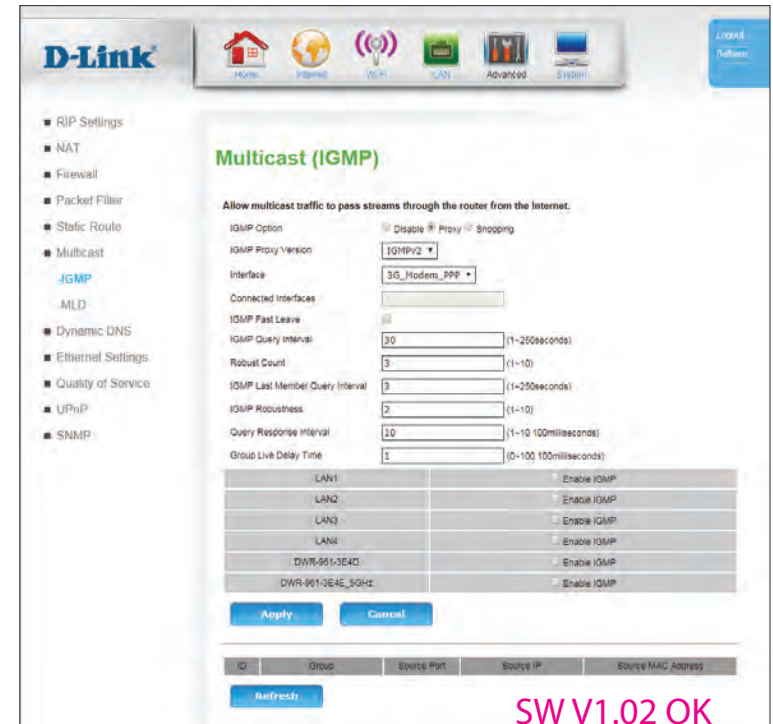 D-Link
Home Internet Wi-Fi LAN Advanced System
Logout
Refresh
RIP Settings
NAT
Firewall
Packet Filter
Static Route
Multicast
-IGMP
-MLD
Dynamic DNS
Ethernet Settings
Quality of Service
UPnP
SNMP
Multicast (IGMP)
Allow multicast traffic to pass streams through the router from the Internet.
IGMP Option Disable Proxy Snooping
IGMP Proxy Version IGMPv2
Interface 3G_Modem_PPP
Connected Interfaces
IGMP Fast Leave
IGMP Query Interval 30 (1~250seconds)
Robust Count 3 (1~10)
IGMP Last Member Query Interval 3 (1~250seconds)
IGMP Robustness 2 (1~10)
Query Response Interval 10 (1~10 100milliseconds)
Group Live Delay Time 1 (0~100 100milliseconds)
LAN1 Enable IGMP
LAN2 Enable IGMP
LAN3 Enable IGMP
LAN4 Enable IGMP
DWR-961-3E4D Enable IGMP
DWR-961-3E4E_5GHz Enable IGMP
Apply Cancel
ID Group Source Port Source IP Source MAC Address
Refresh
SW V1.02 OK